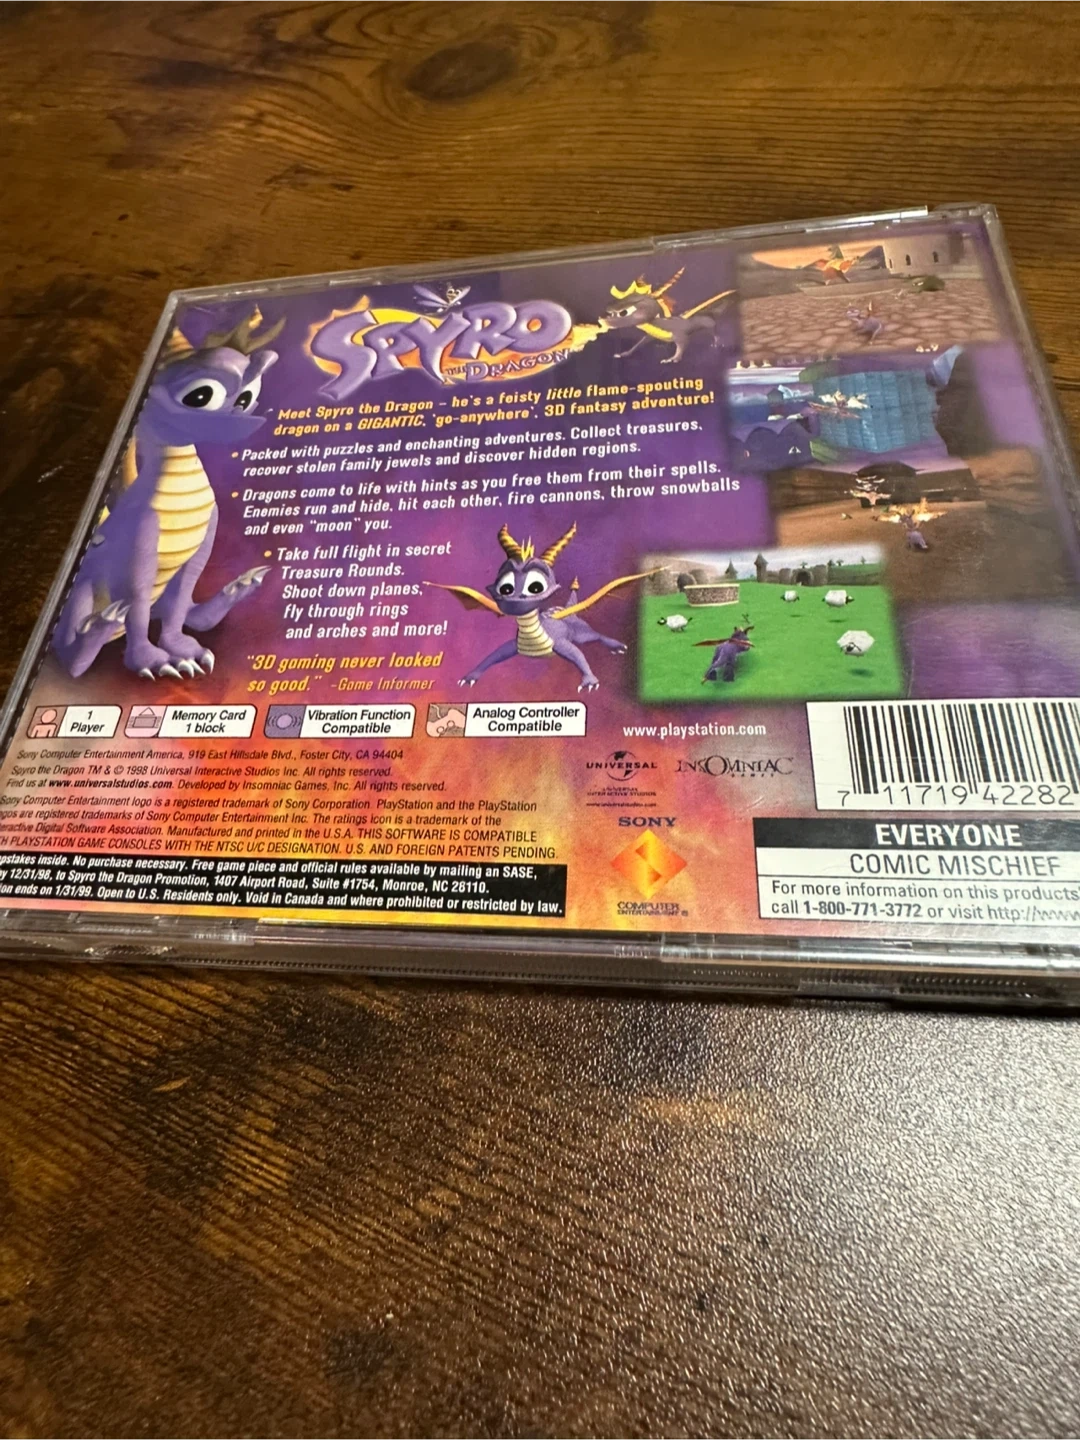 SPYRO
THE DRAGON
Meet Spyro the Dragon – he's a feisty little flame-spouting
dragon on a GIGANTIC, 'go-anywhere', 3D fantasy adventure!
• Packed with puzzles and enchanting adventures. Collect treasures,
recover stolen family jewels and discover hidden regions.
• Dragons come to life with hints as you free them from their spells.
Enemies run and hide, hit each other, fire cannons, throw snowballs
and even "moon" you.
• Take full flight in secret
Treasure Rounds.
Shoot down planes,
fly through rings
and arches and more!
"3D gaming never looked
so good." -Game Informer
1
Player
Memory Card
1 block
Vibration Function
Compatible
Analog Controller
Compatible
www.playstation.com
Sony Computer Entertainment America, 919 East Hillsdale Blvd., Foster City, CA 94404
Spyro the Dragon TM & © 1998 Universal Interactive Studios Inc. All rights reserved.
Find us at www.universalstudios.com. Developed by Insomniac Games, Inc. All rights reserved.
Sony Computer Entertainment logo is a registered trademark of Sony Corporation. PlayStation and the PlayStation
are registered trademarks of Sony Computer Entertainment Inc. The ratings icon is a trademark of the
Digital Software Association. Manufactured and printed in the U.S.A. THIS SOFTWARE IS COMPATIBLE
PLAYSTATION GAME CONSOLES WITH THE NTSC U/C DESIGNATION. U.S. AND FOREIGN PATENTS PENDING.
inside. No purchase necessary. Free game piece and official rules available by mailing an SASE,
12/31/98, to Spyro the Dragon Promotion, 1407 Airport Road, Suite #1754, Monroe, NC 28110.
ends on 1/31/99. Open to U.S. Residents only. Void in Canada and where prohibited or restricted by law.
UNIVERSAL
UNIVERSAL
INTERACTIVE STUDIOS
INSOMNIAC
GAMES
SONY
COMPUTER
ENTERTAINMENT
7 11719 42282
EVERYONE
COMIC MISCHIEF
For more information on this products
call 1-800-771-3772 or visit http://www